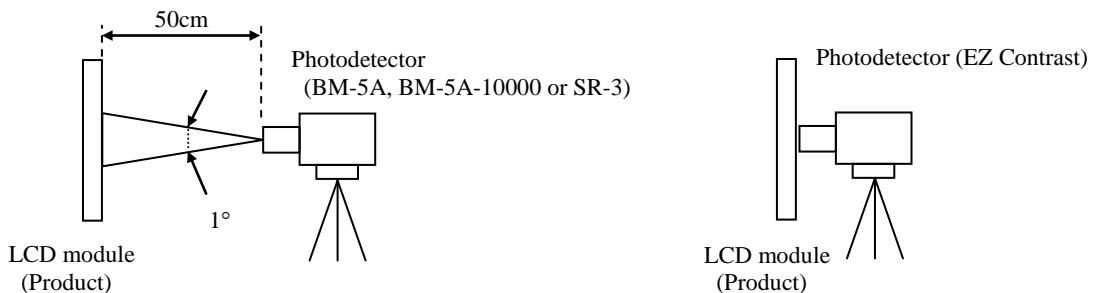 50cm
Photodetector
(BM-5A, BM-5A-10000 or SR-3)
1°
LCD module
(Product)
Photodetector (EZ Contrast)
LCD module
(Product)